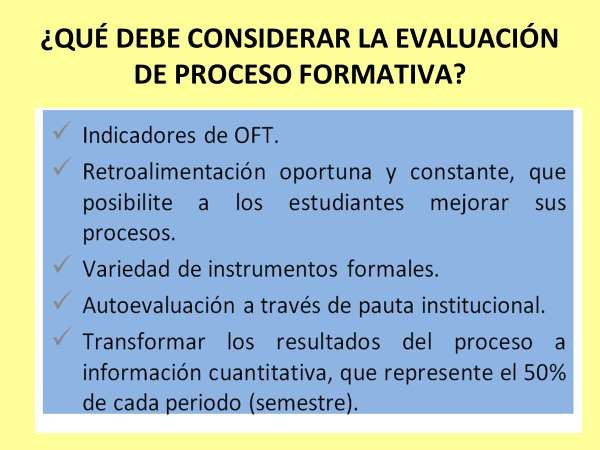 ¿QUÉ DEBE CONSIDERAR LA EVALUACIÓN
DE PROCESO FORMATIVA?
✓ Indicadores de OFT.
✓ Retroalimentación oportuna y constante, que
posibilite a los estudiantes mejorar sus
procesos.
✓ Variedad de instrumentos formales.
✓ Autoevaluación a través de pauta institucional.
✓ Transformar los resultados del proceso a
información cuantitativa, que represente el 50%
de cada periodo (semestre).